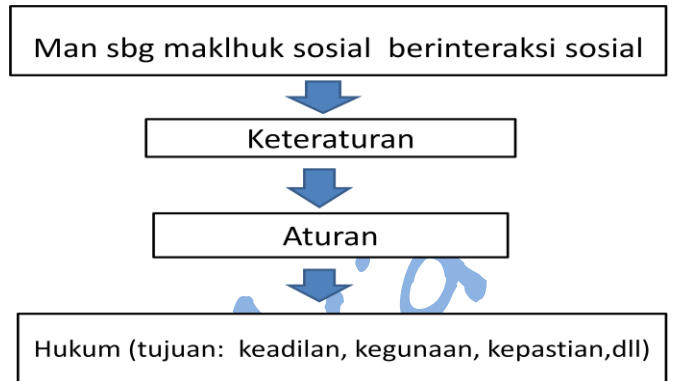 Man sbg maklhuk sosial  berinteraksi sosial
Keteraturan
Aturan
Hukum (tujuan:  keadilan, kegunaan, kepastian,dll)